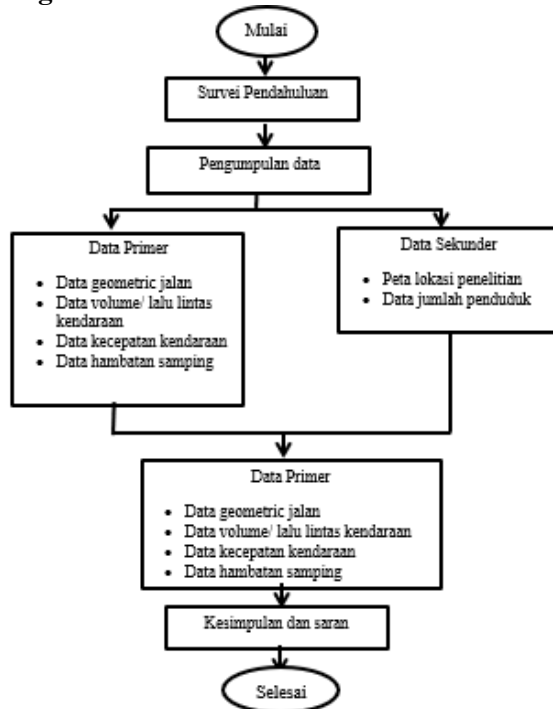 Mulai
Survei Pendahuluan
Pengumpulan data
Data Primer
• Data geometric jalan
• Data volume/ lalu lintas
kendaraan
• Data kecepatan kendaraan
• Data hambatan samping
Data Sekunder
• Peta lokasi penelitian
• Data jumlah penduduk
Data Primer
• Data geometric jalan
• Data volume/ lalu lintas kendaraan
• Data kecepatan kendaraan
• Data hambatan samping
Kesimpulan dan saran
Selesai